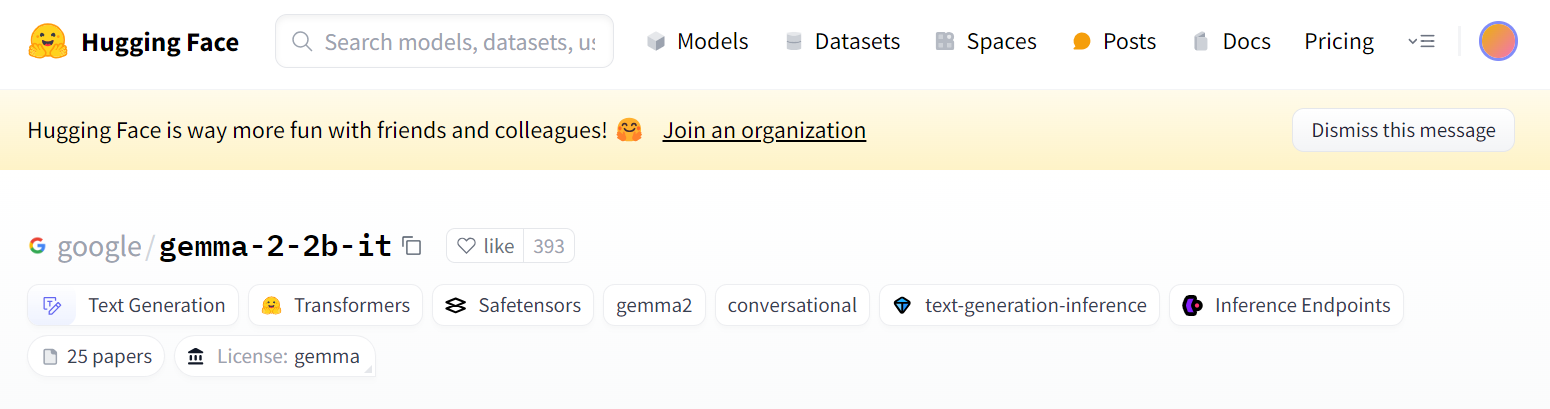 Hugging Face Search models, datasets, us Models Datasets Spaces Posts Docs Pricing
Hugging Face is way more fun with friends and colleagues! 🤗 Join an organization Dismiss this message
google/gemma-2-2b-it like 393
Text Generation Transformers Safetensors gemma2 conversational text-generation-inference Inference Endpoints
25 papers License: gemma